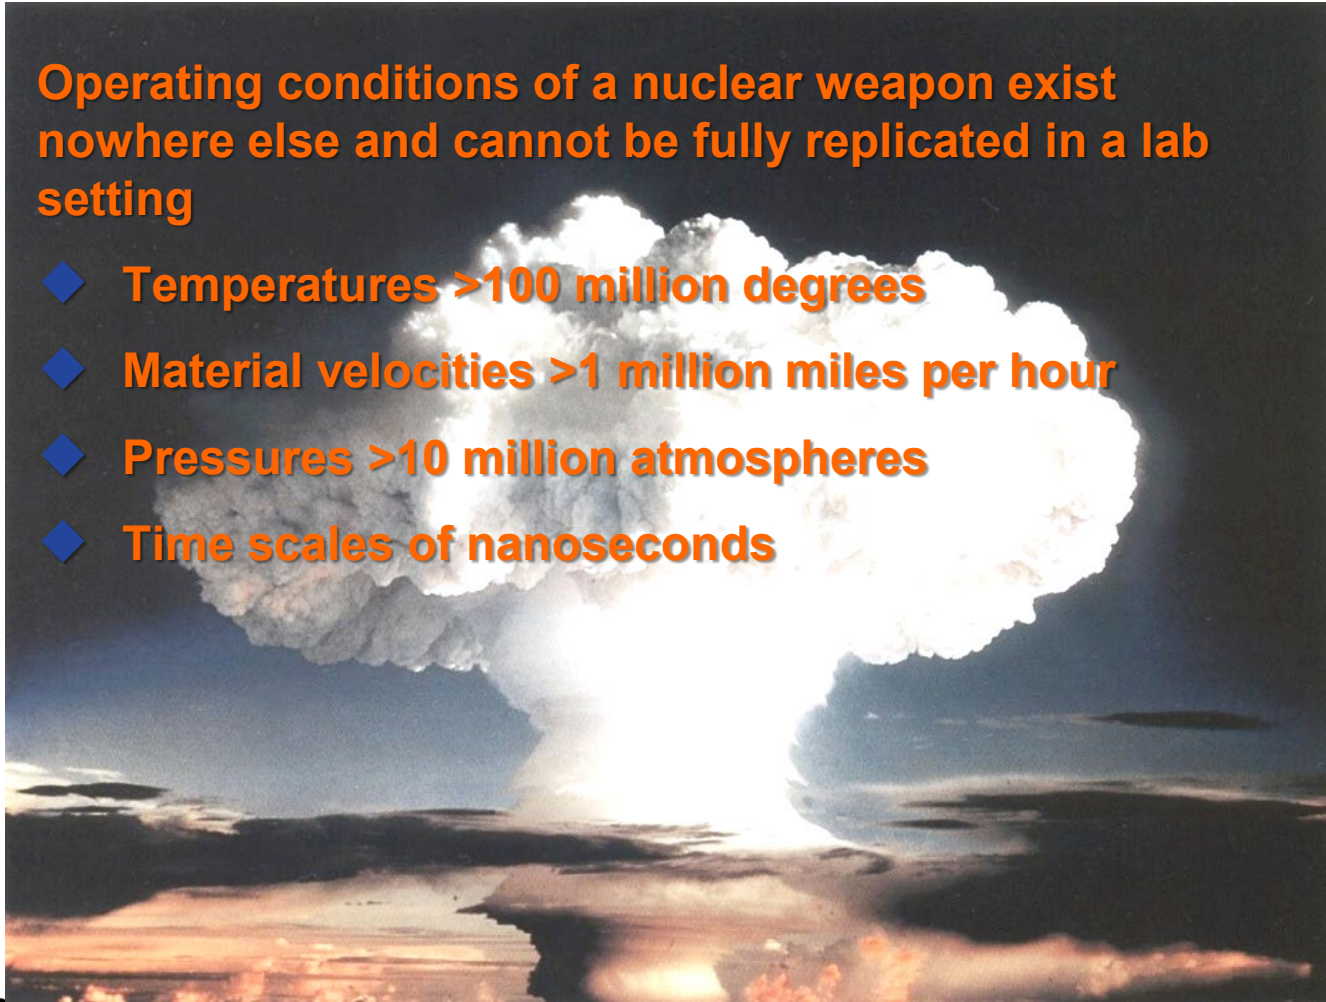 Operating conditions of a nuclear weapon exist
nowhere else and cannot be fully replicated in a lab
setting
Temperatures >100 million degrees
Material velocities >1 million miles per hour
Pressures >10 million atmospheres
Time scales of nanoseconds